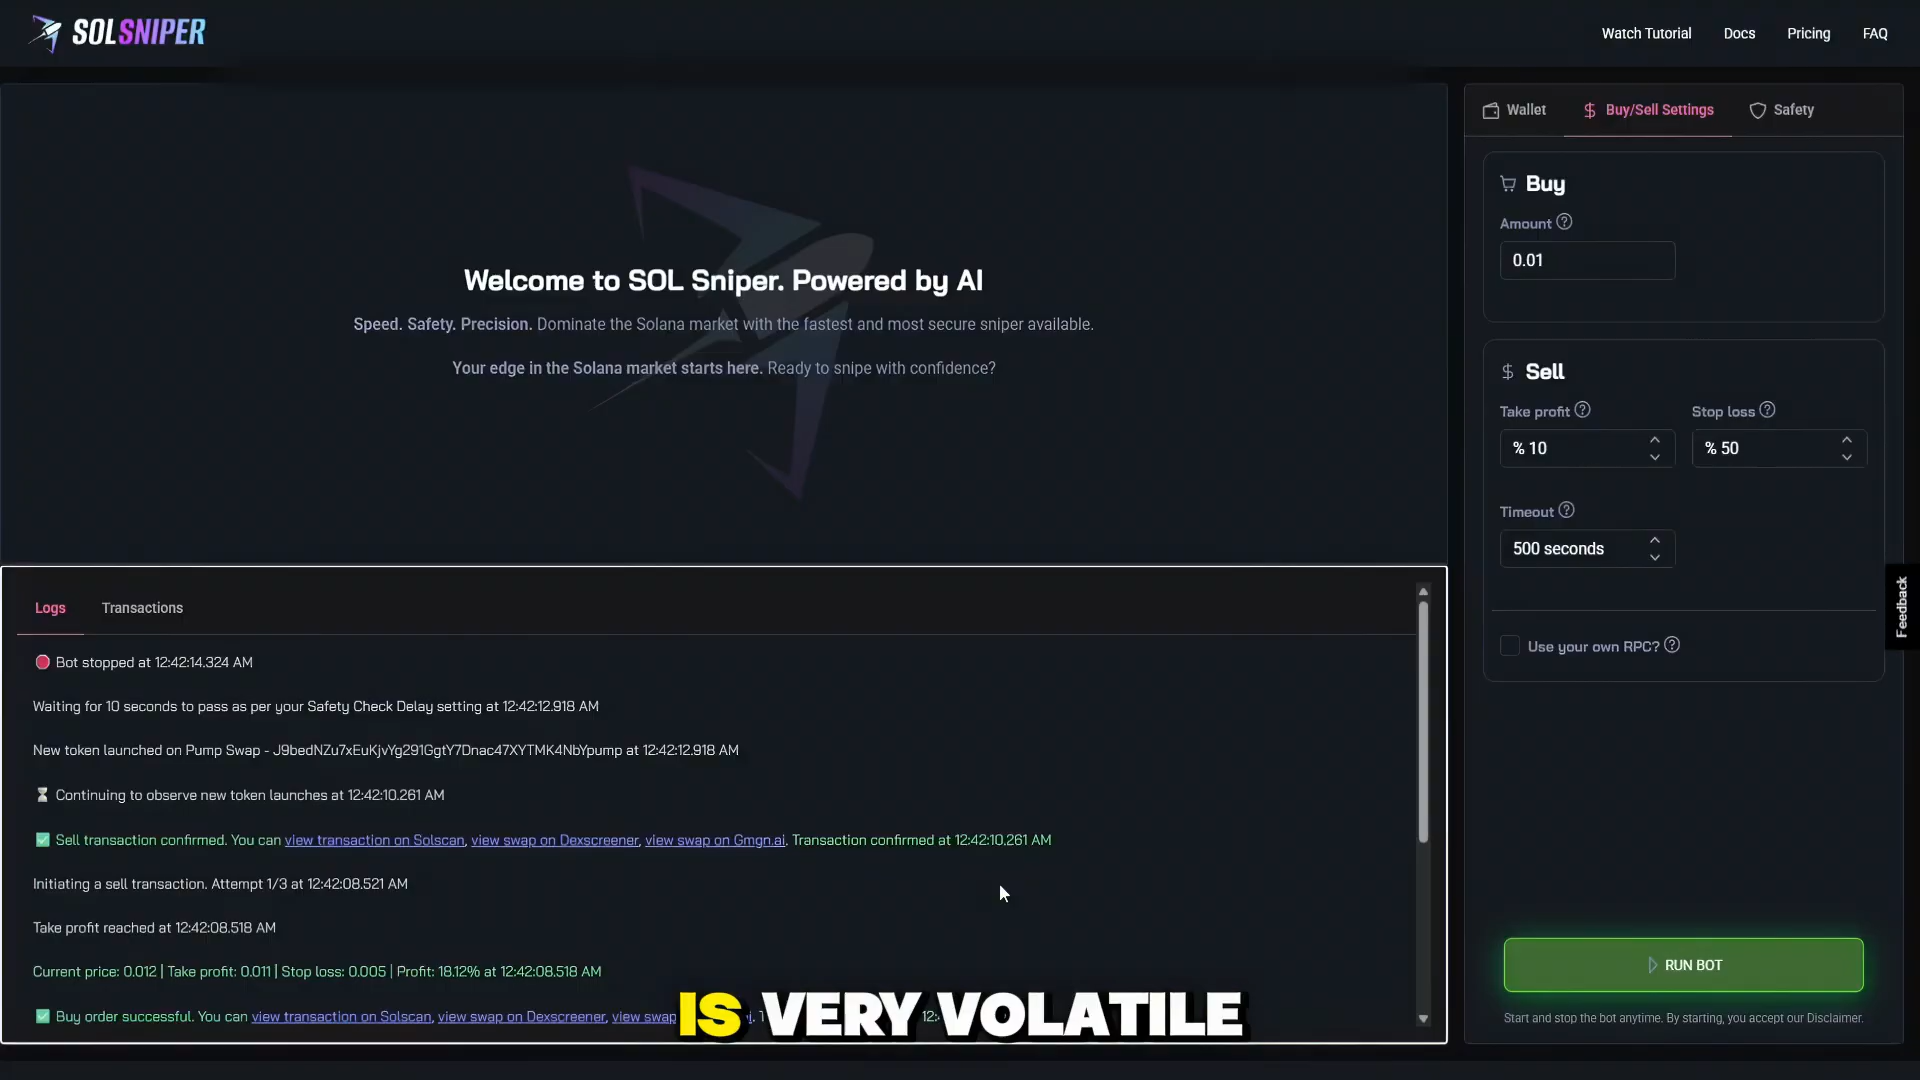 SOLSNIPER
Watch Tutorial
Docs
Pricing
FAQ
Welcome to SOL Sniper. Powered by AI
Speed. Safety. Precision. Dominate the Solana market with the fastest and most secure sniper available.
Your edge in the Solana market starts here. Ready to snipe with confidence?
Wallet
Buy/Sell Settings
Safety
Buy
Amount
0.01
Sell
Take profit
Stop loss
% 10
% 50
Timeout
500 seconds
Use your own RPC?
Feedback
Logs
Transactions
Bot stopped at 12:42:14.324 AM
Waiting for 10 seconds to pass as per your Safety Check Delay setting at 12:42:12.918 AM
New token launched on Pump Swap - J9bedNZu7xEuKjvYg291GgtY7Dnac47XYTMK4NbYpump at 12:42:12.918 AM
Continuing to observe new token launches at 12:42:10.261 AM
Sell transaction confirmed. You can view transaction on Solscan, view swap on Dexscreener, view swap on Gmgn.ai. Transaction confirmed at 12:42:10.261 AM
Initiating a sell transaction. Attempt 1/3 at 12:42:08.521 AM
Take profit reached at 12:42:08.518 AM
Current price: 0.012 | Take profit: 0.011 | Stop loss: 0.005 | Profit: 18.12% at 12:42:08.518 AM
Buy order successful. You can view transaction on Solscan, view swap on Dexscreener, view swap
IS VERY VOLATILE
RUN BOT
Start and stop the bot anytime. By starting, you accept our Disclaimer.